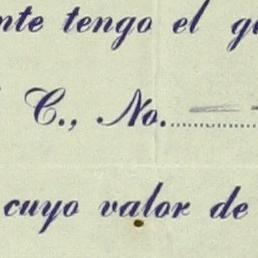 nte tengo el g
C., No.
cuyo valor de